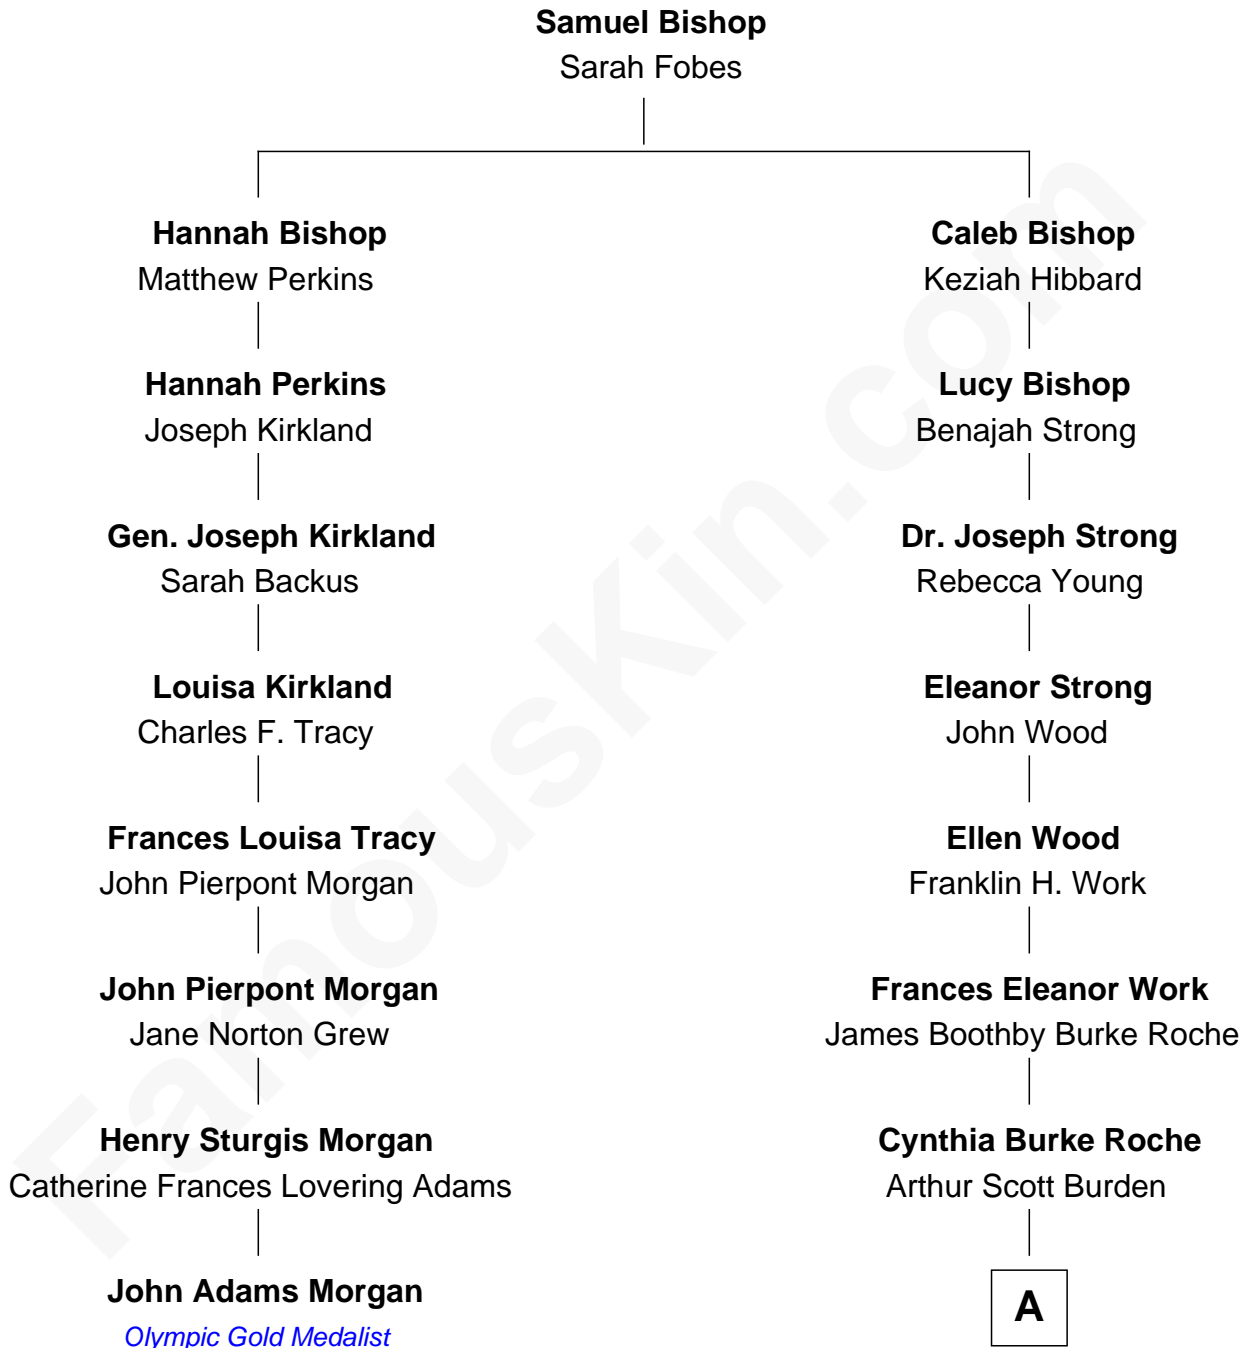 Samuel Bishop
Sarah Fobes
Hannah Bishop
Matthew Perkins
Hannah Perkins
Joseph Kirkland
Gen. Joseph Kirkland
Sarah Backus
Louisa Kirkland
Charles F. Tracy
Frances Louisa Tracy
John Pierpont Morgan
John Pierpont Morgan
Jane Norton Grew
Henry Sturgis Morgan
Catherine Frances Lovering Adams
John Adams Morgan
Olympic Gold Medalist
Caleb Bishop
Keziah Hibbard
Lucy Bishop
Benajah Strong
Dr. Joseph Strong
Rebecca Young
Eleanor Strong
John Wood
Ellen Wood
Franklin H. Work
Frances Eleanor Work
James Boothby Burke Roche
Cynthia Burke Roche
Arthur Scott Burden
A
FamousKin.com